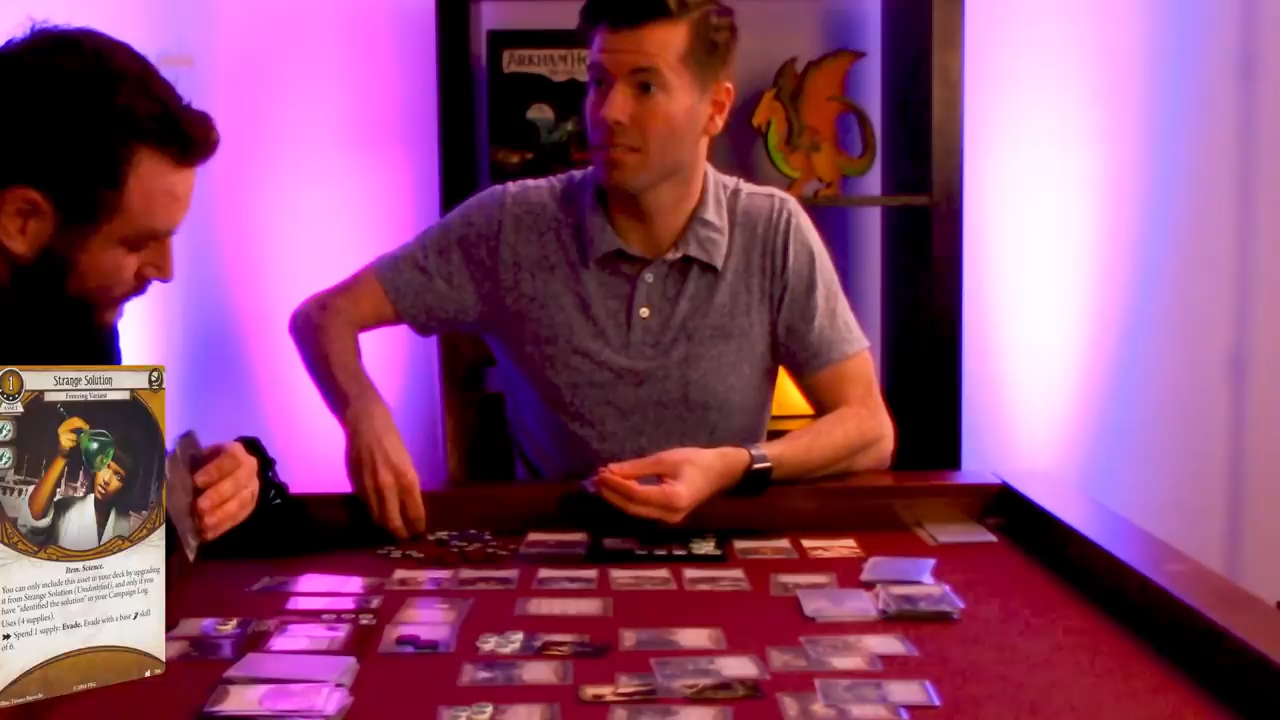 ARKHAM HO
1
Strange Solution
ASSET
Freezing Variant
Item. Science.
You can only include this asset in your deck by upgrading
it from Strange Solution (Unidentified), and only if you
have "identified the solution" in your Campaign Log.
Uses (4 supplies).
Spend 1 supply: Evade. Evade with a base skill
of 6.